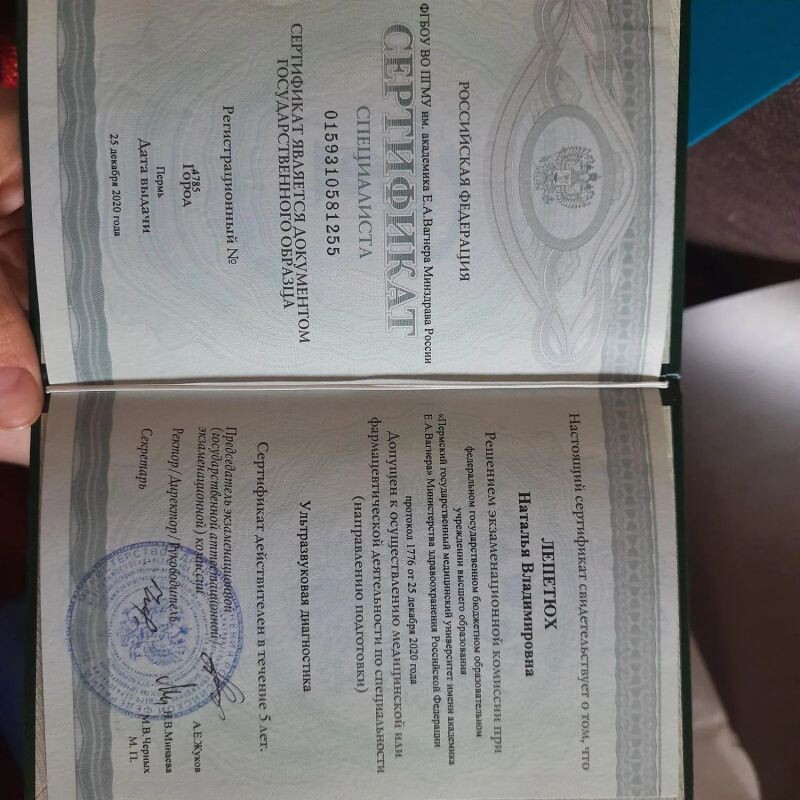 РОССИЙСКАЯ ФЕДЕРАЦИЯ
ФГБОУ ВО ПГМУ им. академика Е.А.Вагнера Минздрава России
СЕРТИФИКАТ
СПЕЦИАЛИСТА
0159310581255
СЕРТИФИКАТ ЯВЛЯЕТСЯ ДОКУМЕНТОМ
ГОСУДАРСТВЕННОГО ОБРАЗЦА
Регистрационный №
4785
Город
Пермь
Дата выдачи
25 декабря 2020 года
Настоящий сертификат свидетельствует о том, что
ЛЕПЕТЮХ
Наталья Владимировна
Решением экзаменационной комиссии при
федеральном государственном бюджетном образовательном
учреждении высшего образования
«Пермский государственный медицинский университет имени академика
Е.А.Вагнера» Министерства здравоохранения Российской Федерации
протокол 1776 от 25 декабря 2020 года
Допущен к осуществлению медицинской или
фармацевтической деятельности по специальности
(направлению подготовки)
Ультразвуковая диагностика
Сертификат действителен в течение 5 лет.
Председатель экзаменационной
(государственной аттестационной/
экзаменационной) комиссии
А.Е.Жуков
Ректор / Директор / Руководитель
Н.В.Минаева
Секретарь
М.В.Черных
М. П.